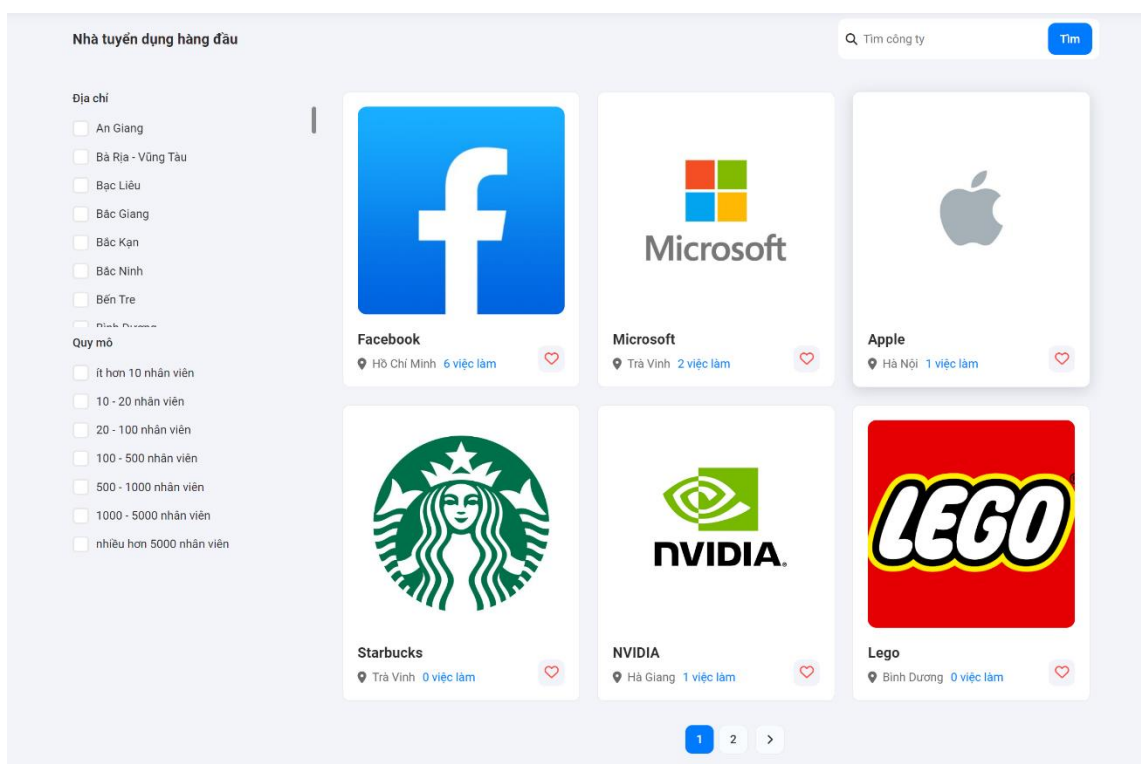 Nhà tuyển dụng hàng đầu
Tìm công ty
Tìm
Địa chỉ
An Giang
Bà Rịa - Vũng Tàu
Bạc Liêu
Bắc Giang
Bắc Kạn
Bắc Ninh
Bến Tre
Bình Dương
Quy mô
ít hơn 10 nhân viên
10 - 20 nhân viên
20 - 100 nhân viên
100 - 500 nhân viên
500 - 1000 nhân viên
1000 - 5000 nhân viên
nhiều hơn 5000 nhân viên
f
Facebook
Hồ Chí Minh 6 việc làm
Microsoft
Microsoft
Trà Vinh 2 việc làm
Apple
Hà Nội 1 việc làm
Starbucks
Trà Vinh 0 việc làm
NVIDIA.
NVIDIA
Hà Giang 1 việc làm
LEGO
Lego
Bình Dương 0 việc làm
1 2 >